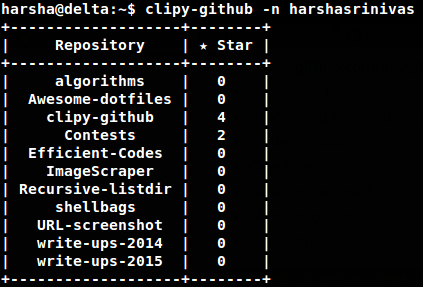 harsha@delta:~$ clipy-github -n harshasrinivas
+-------------------+--------+
|     Repository    | ★ Star |
+-------------------+--------+
|     algorithms    |   0    |
|  Awesome-dotfiles |   0    |
|    clipy-github   |   4    |
|      Contests     |   2    |
|  Efficient-Codes  |   0    |
|    ImageScraper   |   0    |
| Recursive-listdir |   0    |
|     shellbags     |   0    |
|   URL-screenshot  |   0    |
|   write-ups-2014  |   0    |
|   write-ups-2015  |   0    |
+-------------------+--------+